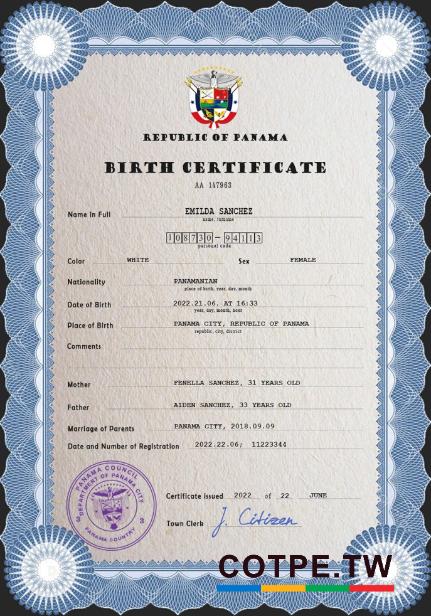 REPUBLIC OF PANAMA
BIRTH CERTIFICATE
AA 147963
Name In Full EMILDA SANCHEZ
name, surname
108730-94113
personal code
Color WHITE Sex FEMALE
Nationality PANAMANIAN
place of birth, year, day, month
Date of Birth 2022.21.06. AT 16:33
year, day, month, hour
Place of Birth PANAMA CITY, REPUBLIC OF PANAMA
republic, city, district
Comments
Mother FENELLA SANCHEZ, 31 YEARS OLD
Father AIDEN SANCHEZ, 33 YEARS OLD
Marriage of Parents PANAMA CITY, 2018.09.09
Date and Number of Registration 2022.22.06; 11223344
PANAMA COUNCIL
DEPARTMENT OF PANAMA CITY
3
PANAMA COUNTRY
Certificate issued 2022 of 22 JUNE
Town Clerk J. Citizen
COTPE.TW